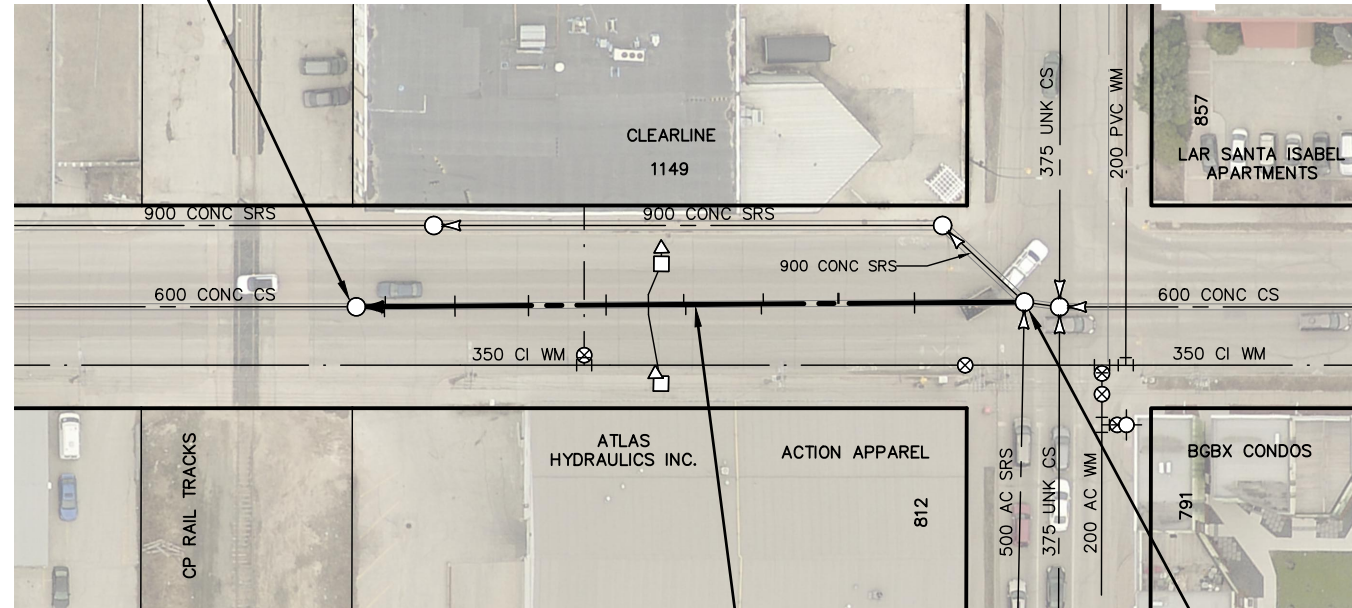 CLEARLINE
1149
375 UNK CS
200 PVC WM
857
LAR SANTA ISABEL
APARTMENTS
900 CONC SRS
900 CONC SRS
900 CONC SRS
600 CONC CS
600 CONC CS
350 CI WM
350 CI WM
CP RAIL TRACKS
ATLAS
HYDRAULICS INC.
ACTION APPAREL
812
500 AC SRS
375 UNK CS
200 AC WM
BGBX CONDOS
791